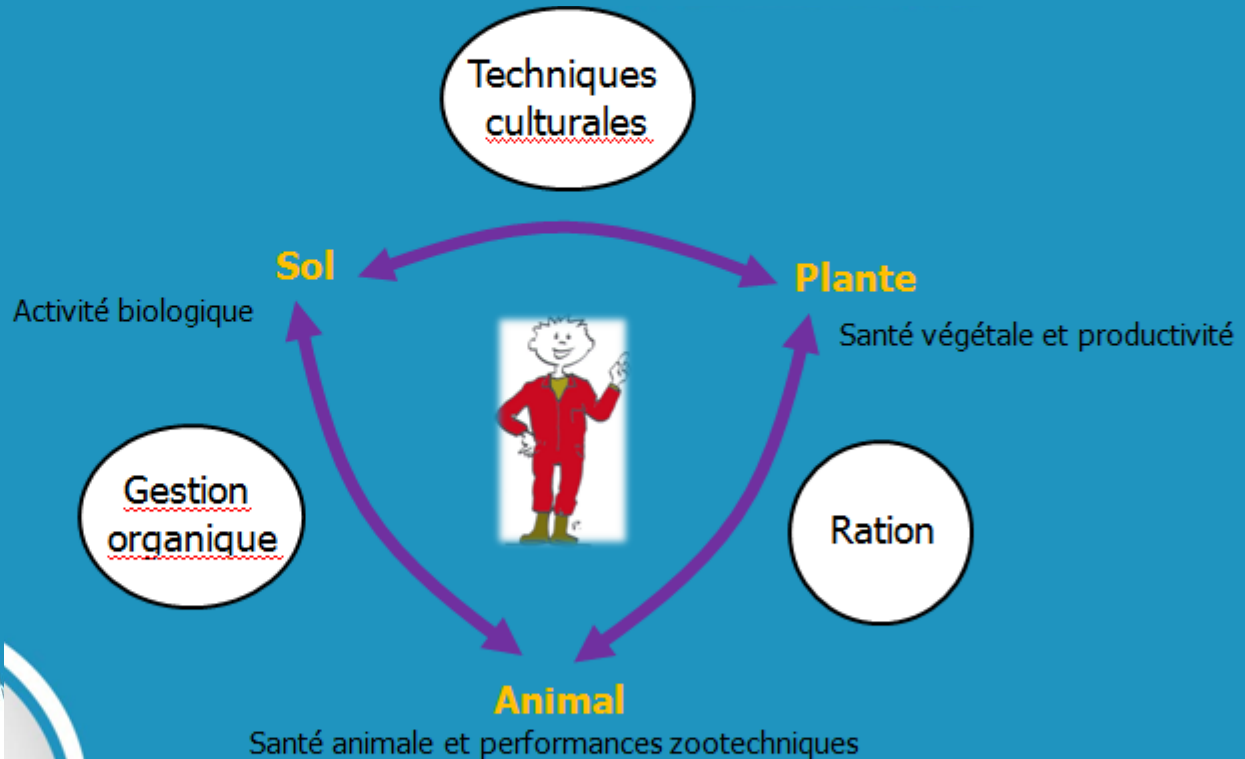 Techniques
culturales
Sol
Plante
Activité biologique
Santé végétale et productivité
Gestion
organique
Ration
Animal
Santé animale et performances zootechniques